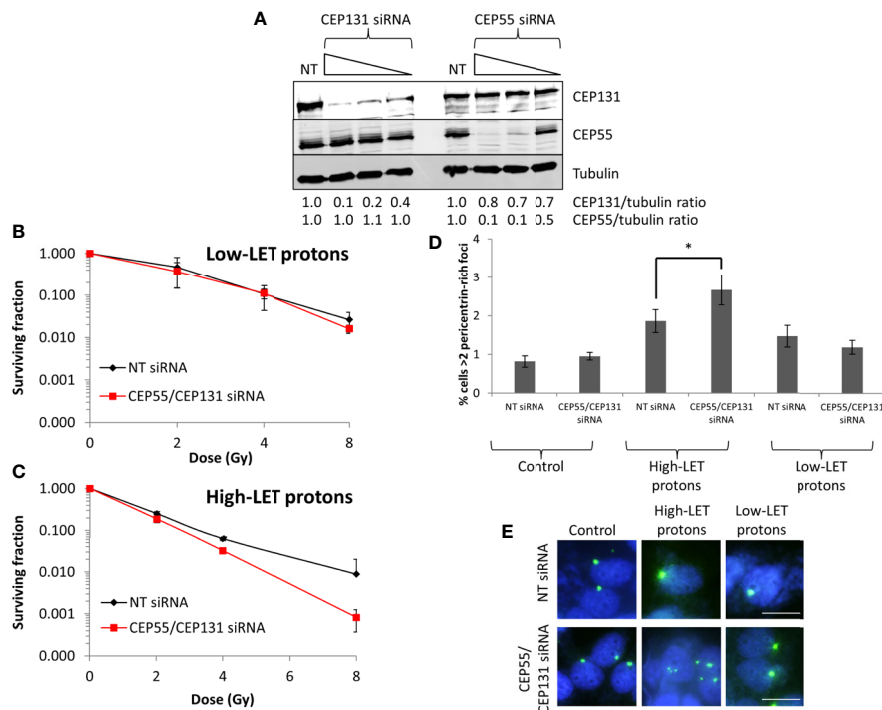 A
CEP131 siRNA
CEP55 siRNA
NT
NT
CEP131
CEP55
Tubulin
1.0 0.1 0.2 0.4 1.0 0.8 0.7 0.7 CEP131/tubulin ratio
1.0 1.0 1.1 1.0 1.0 0.1 0.1 0.5 CEP55/tubulin ratio
B
Low-LET protons
Surviving fraction
1.000
0.100
0.010
0.001
0.000
NT siRNA
CEP55/CEP131 siRNA
0 2 4 8
Dose (Gy)
C
High-LET protons
Surviving fraction
1.000
0.100
0.010
0.001
0.000
NT siRNA
CEP55/CEP131 siRNA
0 2 4 8
Dose (Gy)
D
% cells >2 pericentrin-rich foci
4
3
2
1
0
*
NT siRNA CEP55/CEP131 NT siRNA CEP55/CEP131 NT siRNA CEP55/CEP131
siRNA siRNA siRNA
Control High-LET Low-LET
protons protons
E
High-LET Low-LET
Control protons protons
NT siRNA
CEP55/
CEP131 siRNA